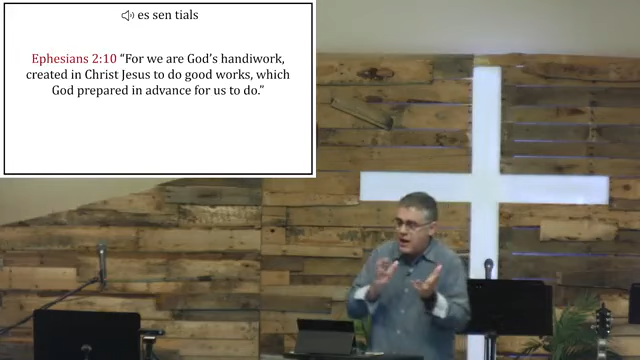 es sen tials
Ephesians 2:10 “For we are God’s handiwork,
created in Christ Jesus to do good works, which
God prepared in advance for us to do.”